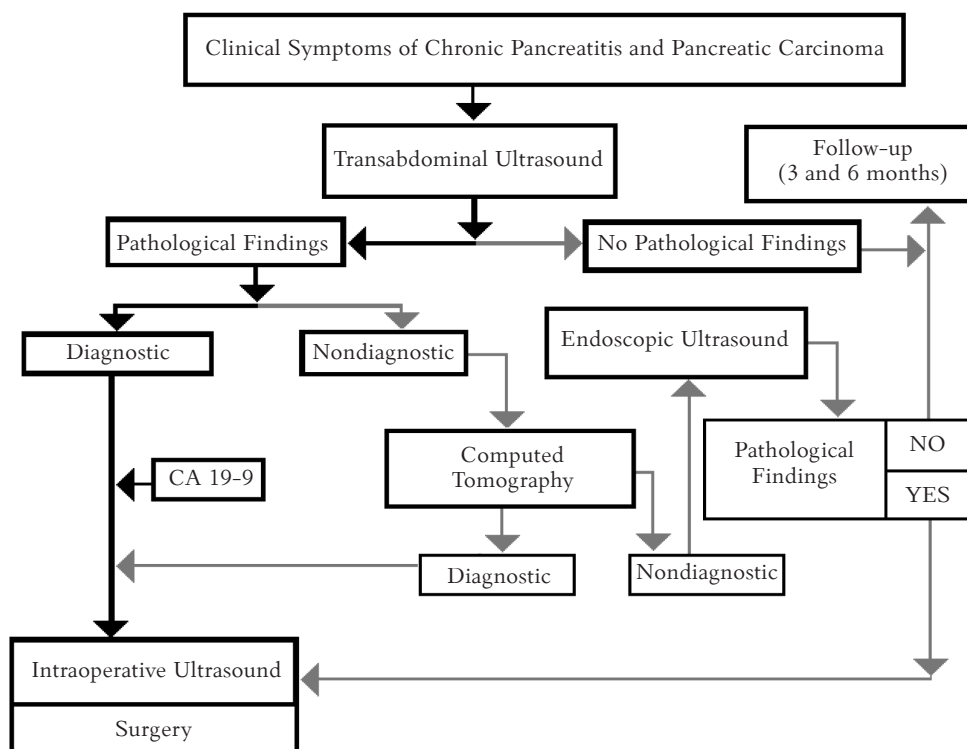 Clinical Symptoms of Chronic Pancreatitis and Pancreatic Carcinoma
Transabdominal Ultrasound
Follow-up
(3 and 6 months)
Pathological Findings
No Pathological Findings
Diagnostic
Nondiagnostic
Endoscopic Ultrasound
Computed
Tomography
Pathological
Findings
NO
YES
CA 19-9
Diagnostic
Nondiagnostic
Intraoperative Ultrasound
Surgery